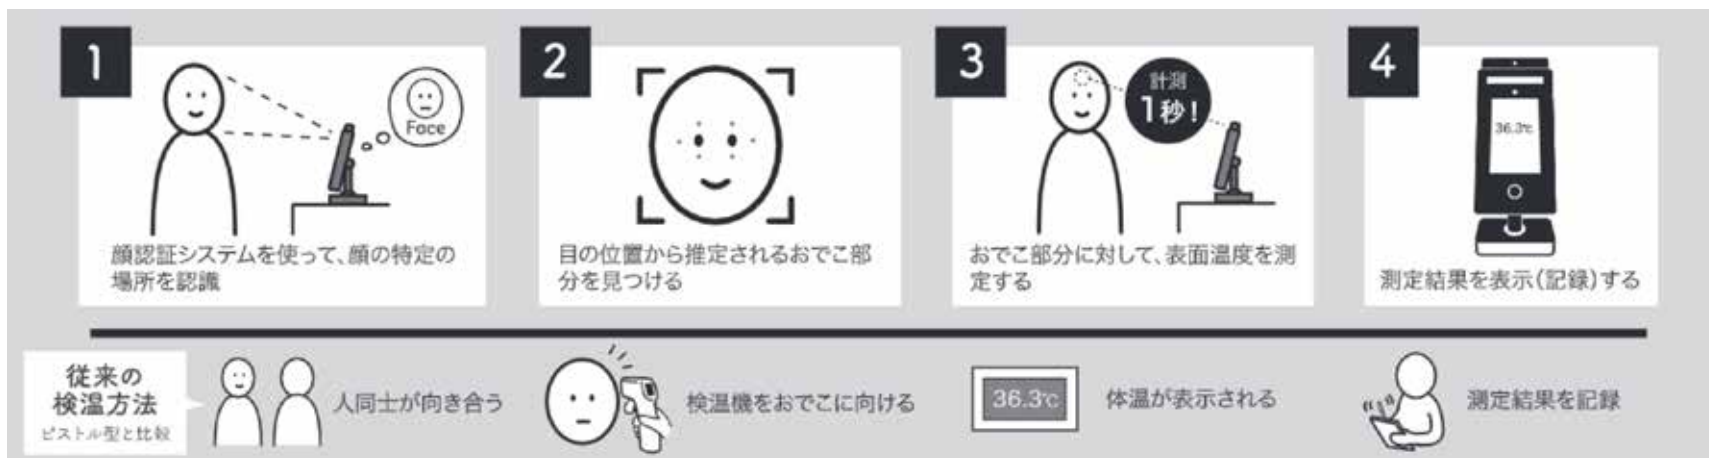 1
Face
顔認証システムを使って、顔の特定の
場所を認識
2
目の位置から推定されるおでこ部
分を見つける
3
計測
1秒!
おでこ部分に対して、表面温度を測
定する
4
36.3℃
測定結果を表示(記録)する
従来の
検温方法
ピストル型と比較
人同士が向き合う
検温機をおでこに向ける
36.3℃
体温が表示される
測定結果を記録